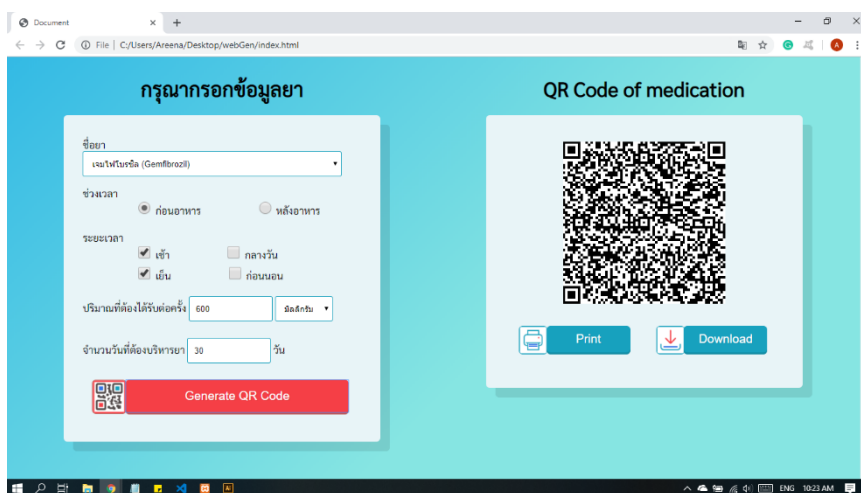 Document
File | C:/Users/Areena/Desktop/webGen/index.html
A
กรุณากรอกข้อมูลยา
QR Code of medication
ชื่อยา
เจมไฟโบรซิล (Gemfibrozil)
ช่วงเวลา
ก่อนอาหาร หลังอาหาร
ระยะเวลา
เช้า กลางวัน
เย็น ก่อนนอน
ปริมาณที่ต้องได้รับต่อครั้ง 600 มิลลิกรัม
จำนวนวันที่ต้องบริหารยา 30 วัน
Generate QR Code
Print Download
Ai
ENG 10:23 AM